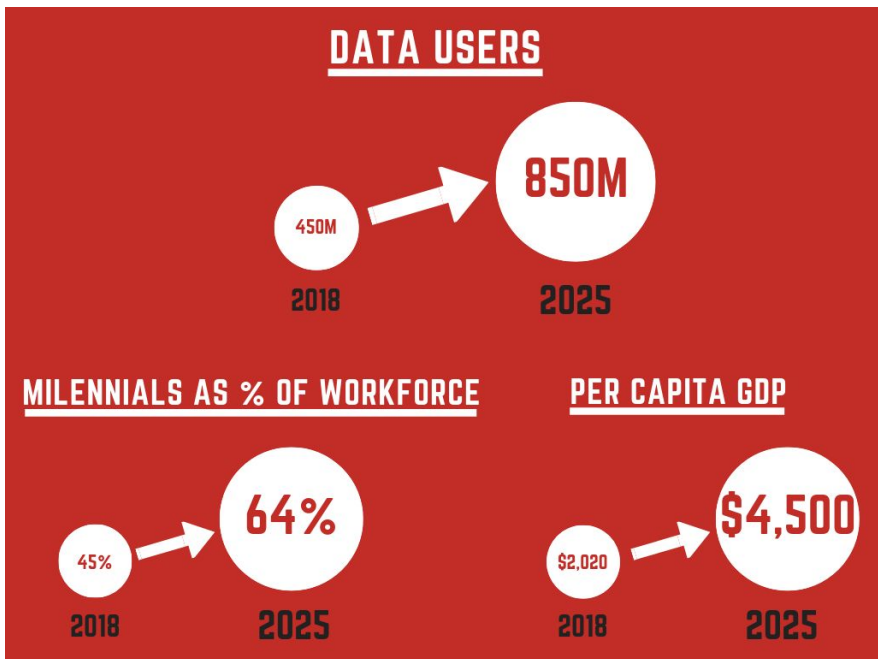 DATA USERS
450M
850M
2018
2025
MILENNIALS AS % OF WORKFORCE
45%
64%
2018
2025
PER CAPITA GDP
$2,020
$4,500
2018
2025